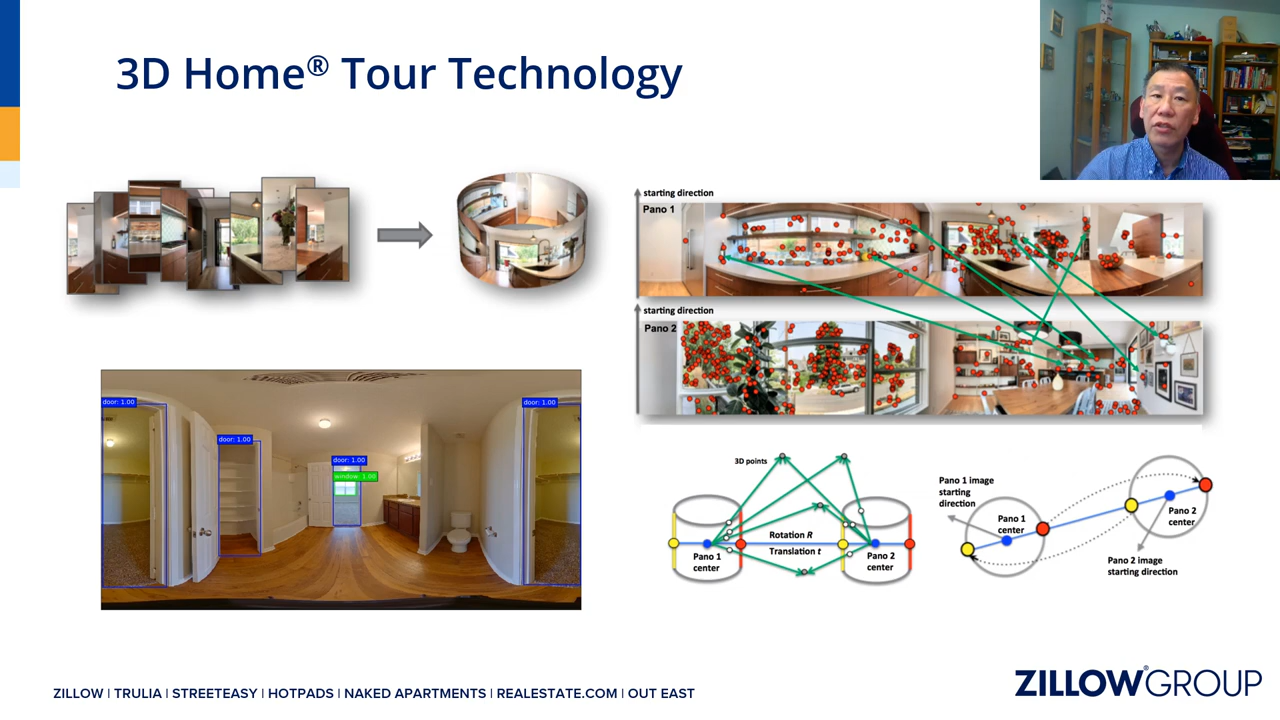 3D Home® Tour Technology
starting direction
Pano 1
starting direction
Pano 2
door: 1.00
door: 1.00
door: 1.00
window: 1.00
door: 1.00
3D points
Rotation R
Translation t
Pano 1
center
Pano 2
center
Pano 1 image
starting
direction
Pano 1
center
Pano 2
center
Pano 2 image
starting direction
ZILLOW | TRULIA | STREETEASY | HOTPADS | NAKED APARTMENTS | REALESTATE.COM | OUT EAST
ZILLOW®GROUP